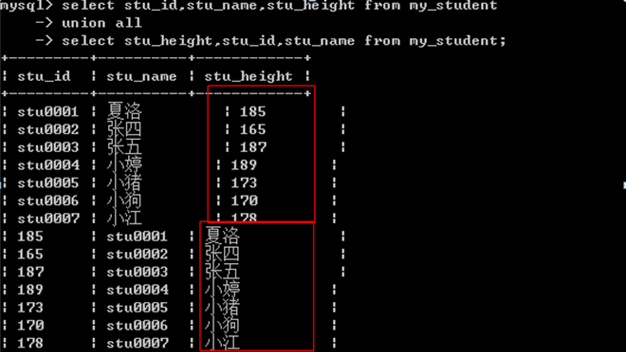 mysql> select stu_id,stu_name,stu_height from my_student
-> union all
-> select stu_height,stu_id,stu_name from my_student;
+---------+----------+------------+
| stu_id | stu_name | stu_height |
+---------+----------+------------+
| stu0001 | 夏洛 | 185 |
| stu0002 | 张四 | 165 |
| stu0003 | 张五 | 187 |
| stu0004 | 小婷 | 189 |
| stu0005 | 小猪 | 173 |
| stu0006 | 小狗 | 170 |
| stu0007 | 小江 | 178 |
| 185 | stu0001 | 夏洛 |
| 165 | stu0002 | 张四 |
| 187 | stu0003 | 张五 |
| 189 | stu0004 | 小婷 |
| 173 | stu0005 | 小猪 |
| 170 | stu0006 | 小狗 |
| 178 | stu0007 | 小江 |